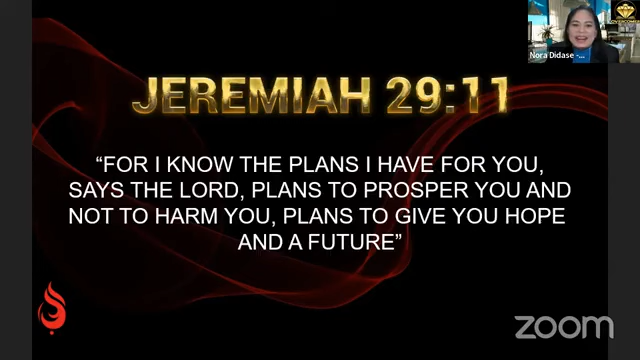 OVERCOMER
Nora Didase -...
JEREMIAH 29:11
“FOR I KNOW THE PLANS I HAVE FOR YOU,
SAYS THE LORD, PLANS TO PROSPER YOU AND
NOT TO HARM YOU, PLANS TO GIVE YOU HOPE
AND A FUTURE”
zoom